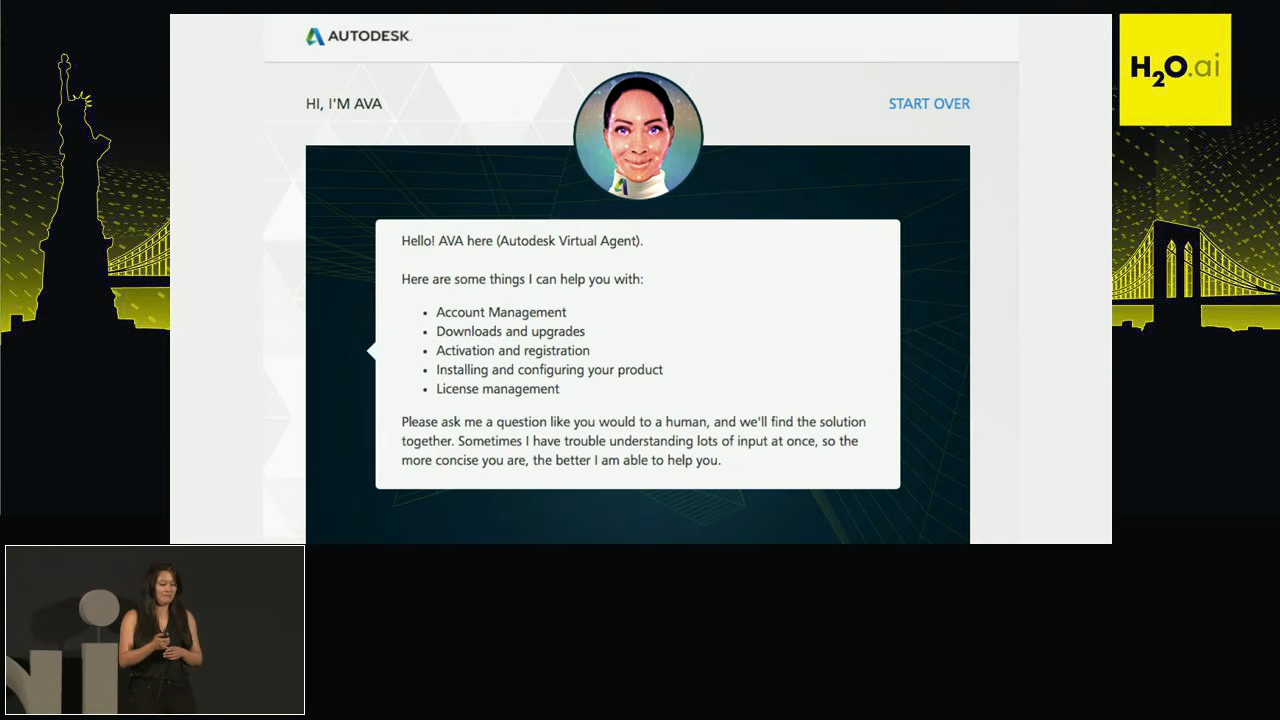 AUTODESK.
H2O.ai
HI, I'M AVA
START OVER
Hello! AVA here (Autodesk Virtual Agent).
Here are some things I can help you with:
• Account Management
• Downloads and upgrades
• Activation and registration
• Installing and configuring your product
• License management
Please ask me a question like you would to a human, and we'll find the solution
together. Sometimes I have trouble understanding lots of input at once, so the
more concise you are, the better I am able to help you.